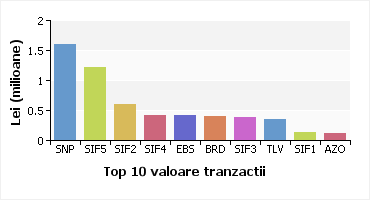 Lei (milioane)
2
1.5
1
0.5
0
SNP SIF5 SIF2 SIF4 EBS BRD SIF3 TLV SIF1 AZO
Top 10 valoare tranzactii